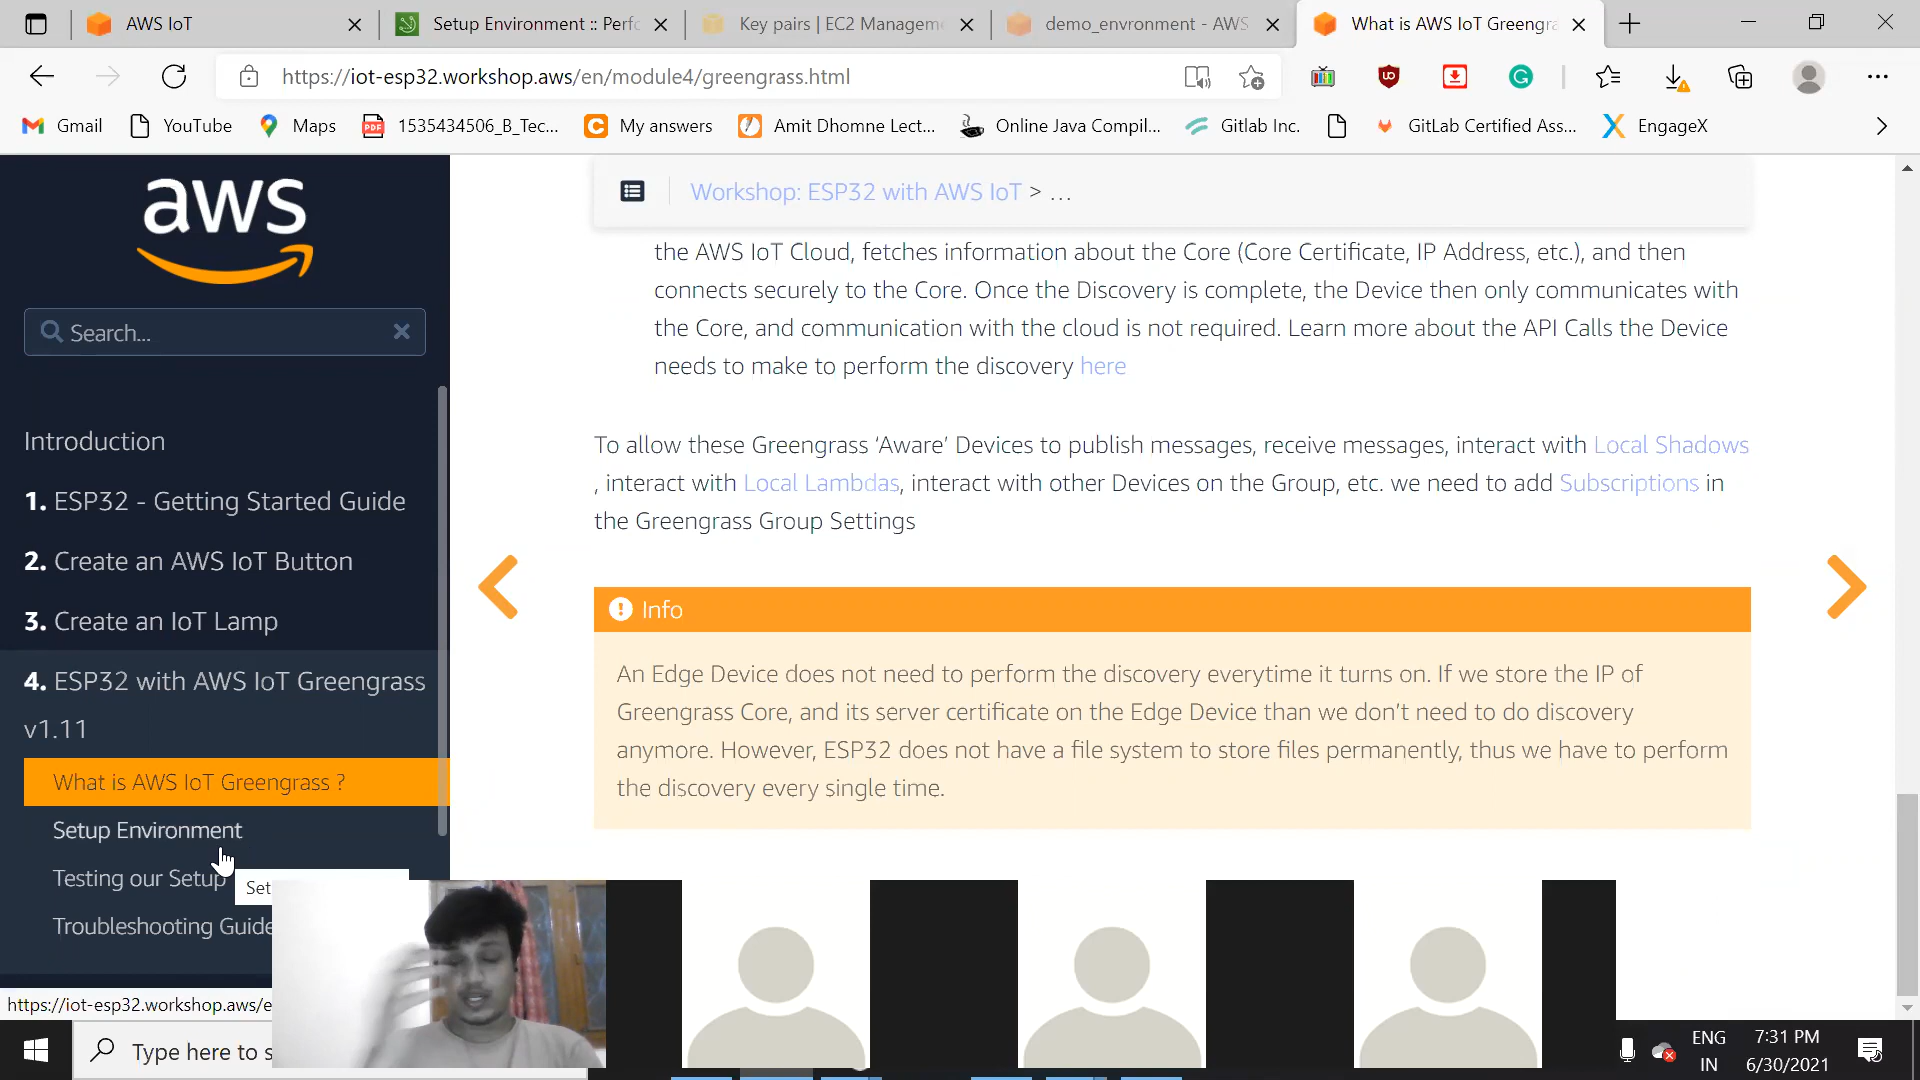 AWS IoT
Setup Environment :: Perfo
Key pairs | EC2 Managem
demo_envronment - AWS
What is AWS IoT Greengra
https://iot-esp32.workshop.aws/en/module4/greengrass.html
Gmail
YouTube
Maps
1535434506_B_Tec...
My answers
Amit Dhomne Lect...
Online Java Compil...
Gitlab Inc.
GitLab Certified Ass...
EngageX
aws
Search...
Introduction
1. ESP32 - Getting Started Guide
2. Create an AWS IoT Button
3. Create an IoT Lamp
4. ESP32 with AWS IoT Greengrass
v1.11
What is AWS IoT Greengrass ?
Setup Environment
Testing our Setup
Set
Troubleshooting Guide
https://iot-esp32.workshop.aws/e
Workshop: ESP32 with AWS IoT > ...
the AWS IoT Cloud, fetches information about the Core (Core Certificate, IP Address, etc.), and then
connects securely to the Core. Once the Discovery is complete, the Device then only communicates with
the Core, and communication with the cloud is not required. Learn more about the API Calls the Device
needs to make to perform the discovery here
To allow these Greengrass ‘Aware’ Devices to publish messages, receive messages, interact with Local Shadows
, interact with Local Lambdas, interact with other Devices on the Group, etc. we need to add Subscriptions in
the Greengrass Group Settings
Info
An Edge Device does not need to perform the discovery everytime it turns on. If we store the IP of
Greengrass Core, and its server certificate on the Edge Device than we don’t need to do discovery
anymore. However, ESP32 does not have a file system to store files permanently, thus we have to perform
the discovery every single time.
Type here to s
ENG
IN
7:31 PM
6/30/2021